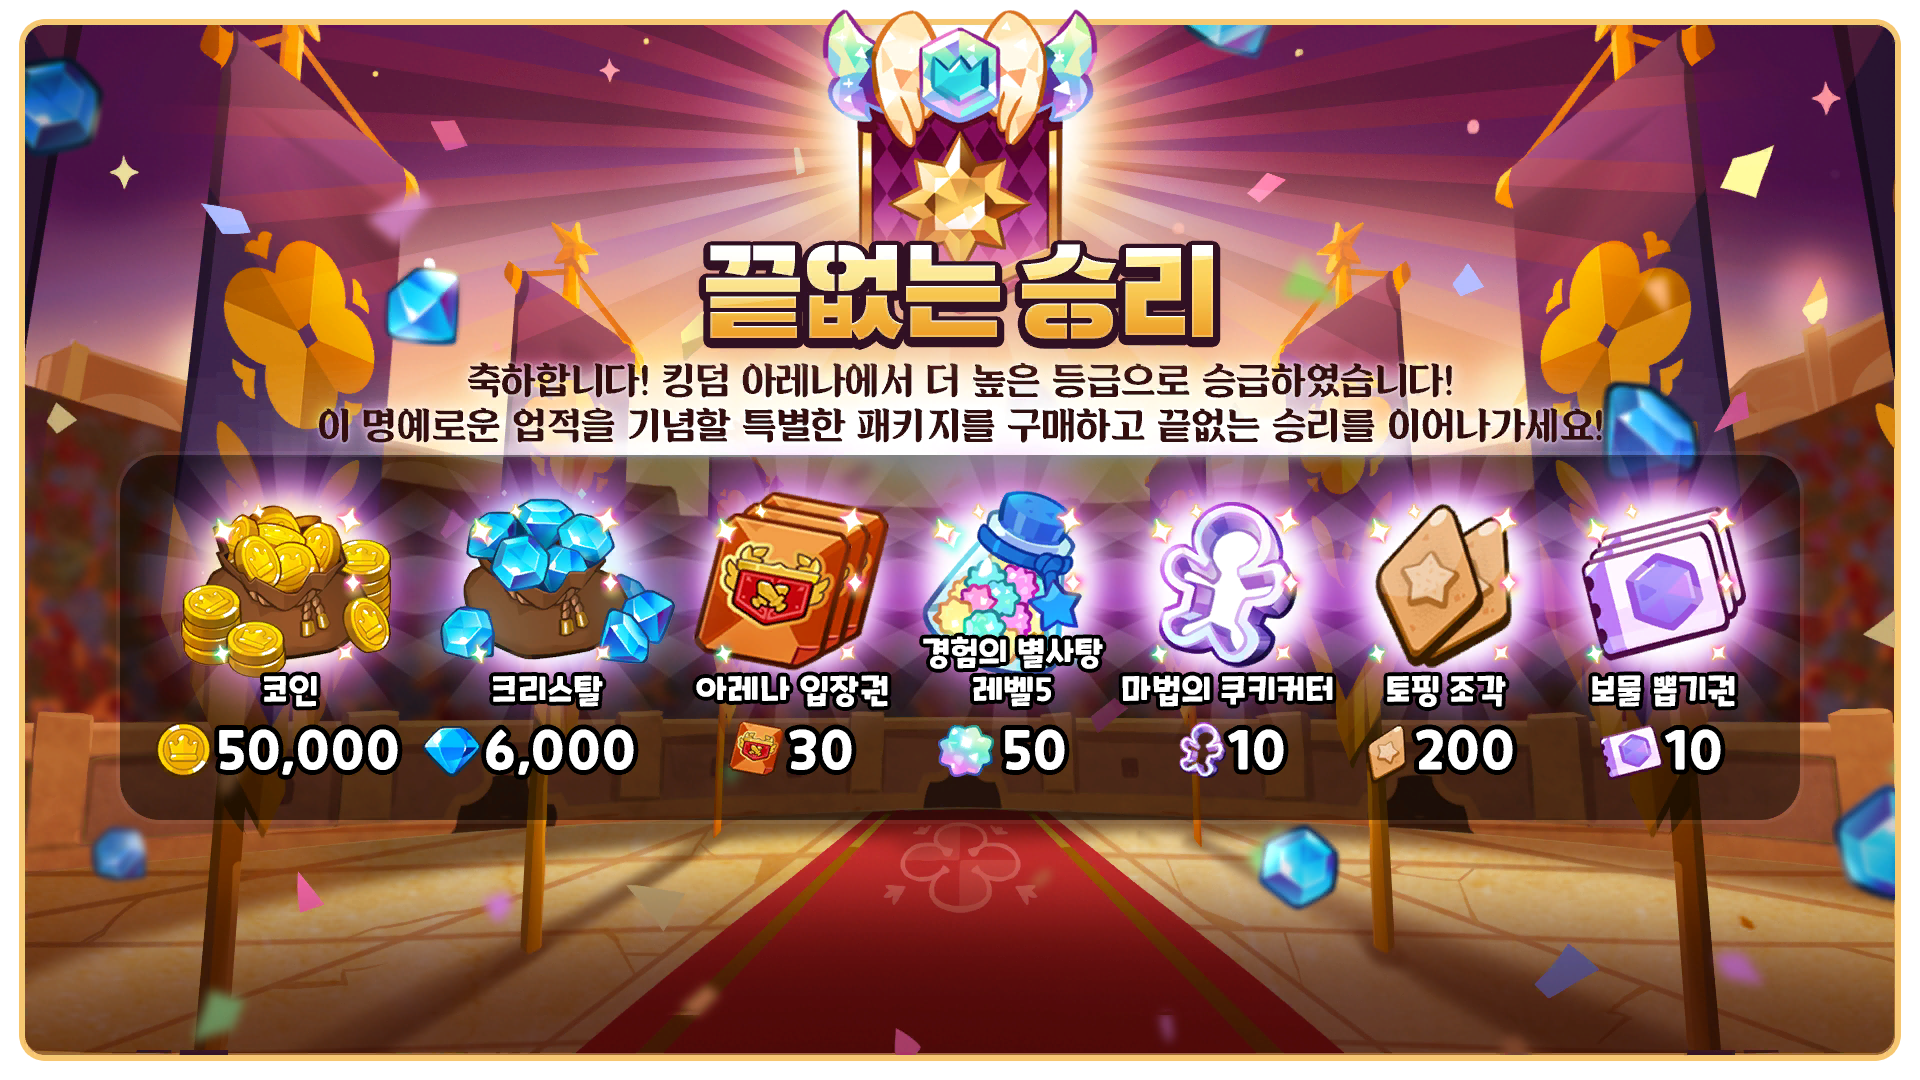 끝없는 승리
축하합니다! 킹덤 아레나에서 더 높은 등급으로 승급하였습니다!
이 명예로운 업적을 기념할 특별한 패키지를 구매하고 끝없는 승리를 이어나가세요!
코인
50,000
크리스탈
6,000
아레나 입장권
30
경험의 별사탕
레벨5
50
마법의 쿠키커터
10
토핑 조각
200
보물 뽑기권
10